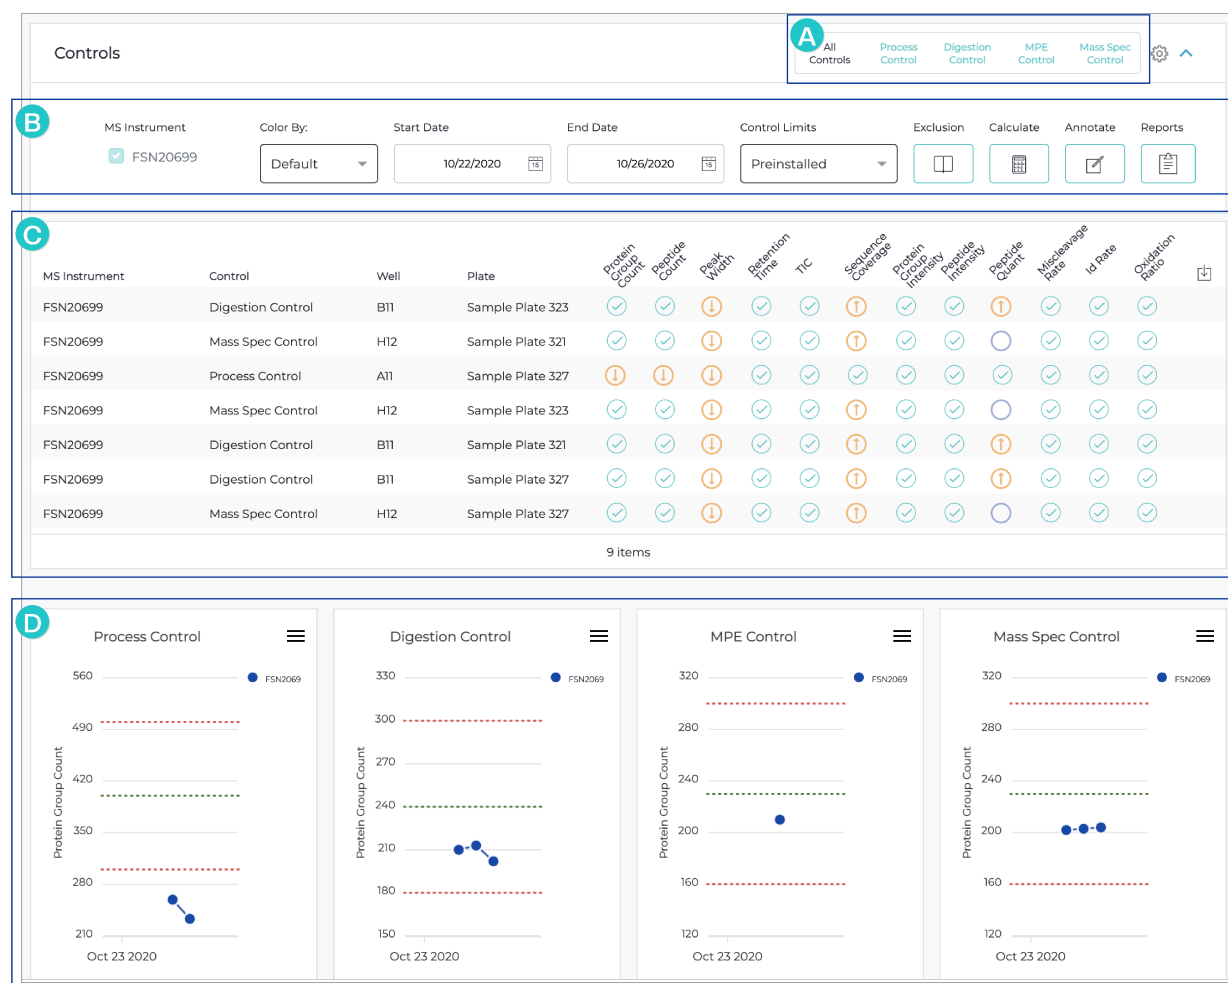 Controls
A
All Controls
Process Control
Digestion Control
MPE Control
Mass Spec Control
B
MS Instrument
Color By:
Start Date
End Date
Control Limits
Exclusion
Calculate
Annotate
Reports
FSN20699
Default
10/22/2020
10/26/2020
Preinstalled
C
MS Instrument Control Well Plate Protein Group Count Peptide Count Peak Width Retention Time TIC Sequence Coverage Protein Group Intensity Peptide Intensity Peptide Quant Miscleavage Rate Id Rate Oxidation Ratio
FSN20699 Digestion Control B11 Sample Plate 323
FSN20699 Mass Spec Control H12 Sample Plate 321
FSN20699 Process Control A11 Sample Plate 327
FSN20699 Mass Spec Control H12 Sample Plate 323
FSN20699 Digestion Control B11 Sample Plate 321
FSN20699 Digestion Control B11 Sample Plate 327
FSN20699 Mass Spec Control H12 Sample Plate 327
9 items
D
Process Control
FSN2069
Protein Group Count
560
490
420
350
280
210
Oct 23 2020
Digestion Control
FSN2069
Protein Group Count
330
300
270
240
210
180
150
Oct 23 2020
MPE Control
FSN2069
Protein Group Count
320
280
240
200
160
120
Oct 23 2020
Mass Spec Control
FSN2069
Protein Group Count
320
280
240
200
160
120
Oct 23 2020